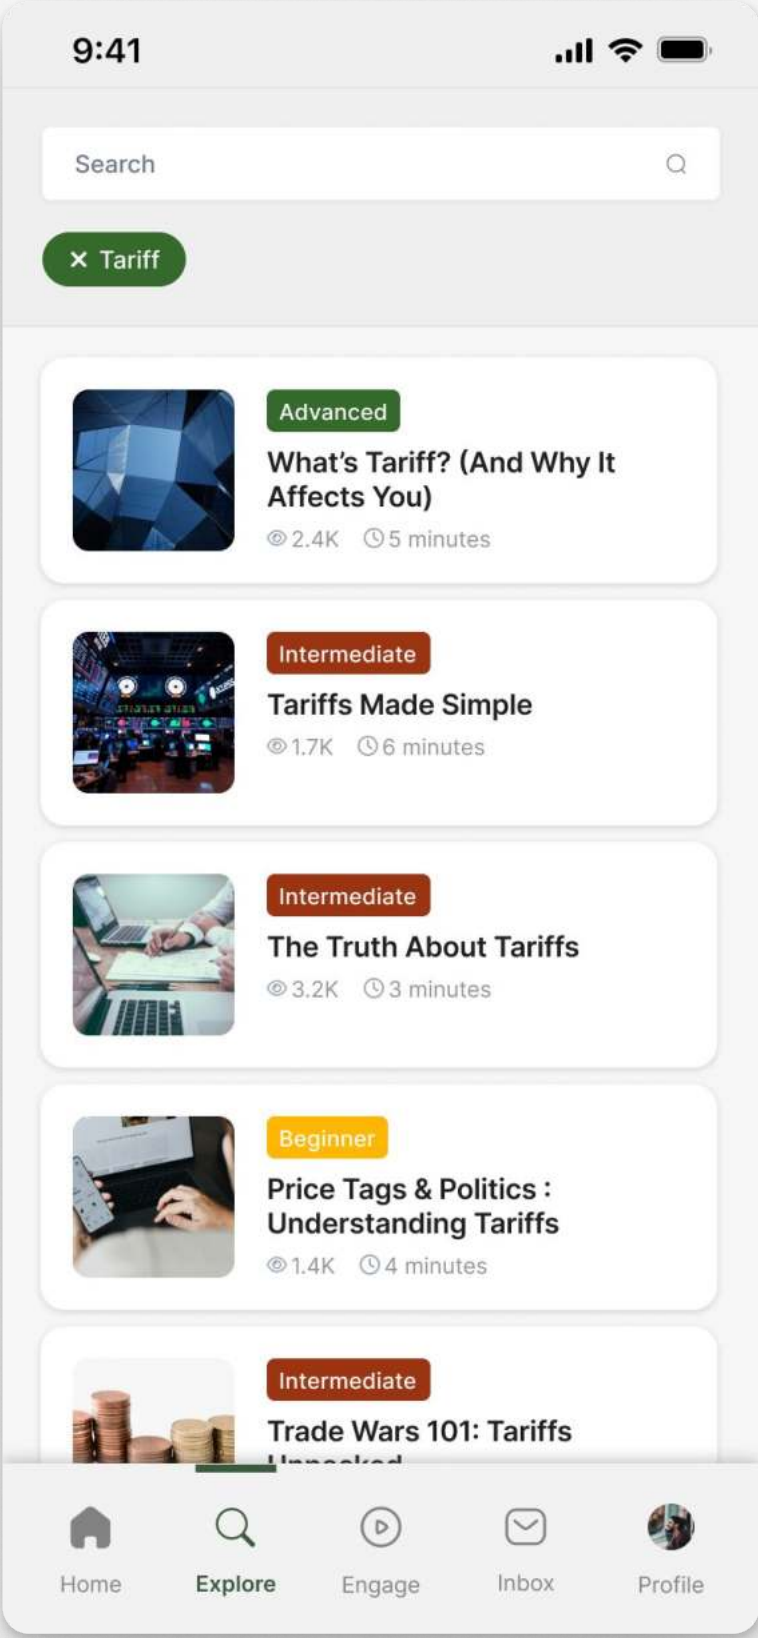 9:41
Search
✕ Tariff
Advanced
What's Tariff? (And Why It
Affects You)
2.4K 5 minutes
Intermediate
Tariffs Made Simple
1.7K 6 minutes
Intermediate
The Truth About Tariffs
3.2K 3 minutes
Beginner
Price Tags & Politics :
Understanding Tariffs
1.4K 4 minutes
Intermediate
Trade Wars 101: Tariffs
Home Explore Engage Inbox Profile